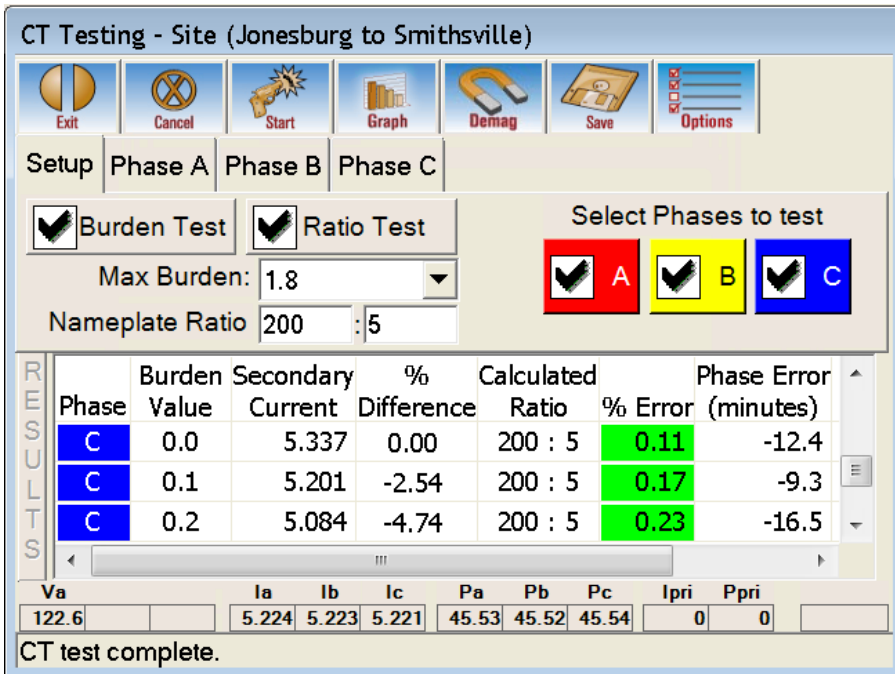 CT Testing - Site (Jonesburg to Smithsville)
Exit Cancel Start Graph Demag Save Options
Setup Phase A Phase B Phase C
Burden Test Ratio Test Select Phases to test
A B C
Max Burden: 1.8
Nameplate Ratio 200 : 5
RESULTS
Burden Secondary % Calculated Phase Error
Phase Value Current Difference Ratio % Error (minutes)
C 0.0 5.337 0.00 200 : 5 0.11 -12.4
C 0.1 5.201 -2.54 200 : 5 0.17 -9.3
C 0.2 5.084 -4.74 200 : 5 0.23 -16.5
Va Ia Ib Ic Pa Pb Pc Ipri Ppri
122.6 5.224 5.223 5.221 45.53 45.52 45.54 0 0
CT test complete.